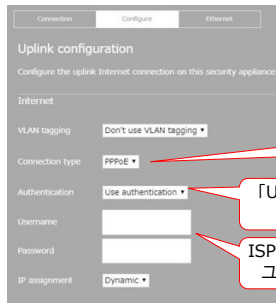 Connection Configure Ethernet
Uplink configuration
Configure the uplink Internet connection on this security appliance
Internet
VLAN tagging Don't use VLAN tagging
Connection type PPPoE
Authentication Use authentication
「U
Username
ISP
ユ
Password
IP assignment Dynamic